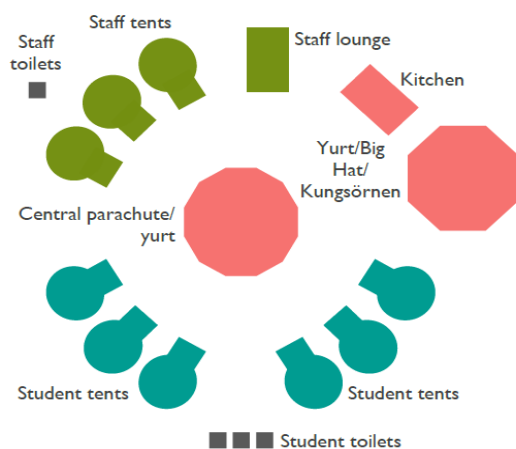 Staff tents
Staff
toilets
Staff lounge
Kitchen
Yurt/Big
Hat/
Kungsörnen
Central parachute/
yurt
Student tents
Student tents
Student toilets